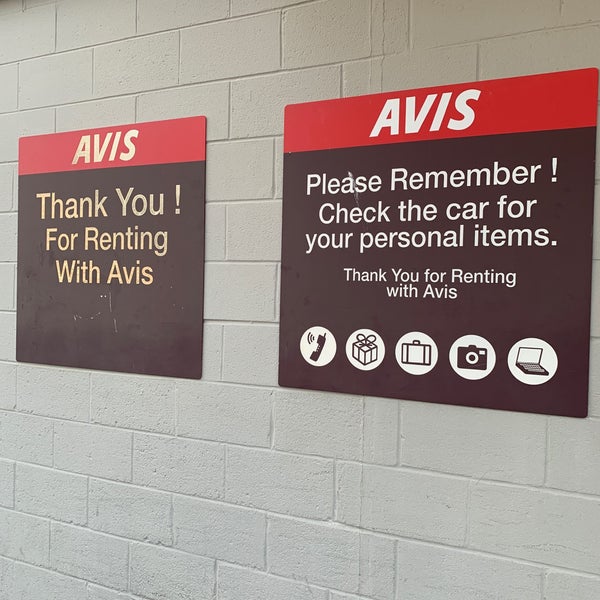 AVIS
Thank You !
For Renting
With Avis
AVIS
Please Remember !
Check the car for
your personal items.
Thank You for Renting
with Avis